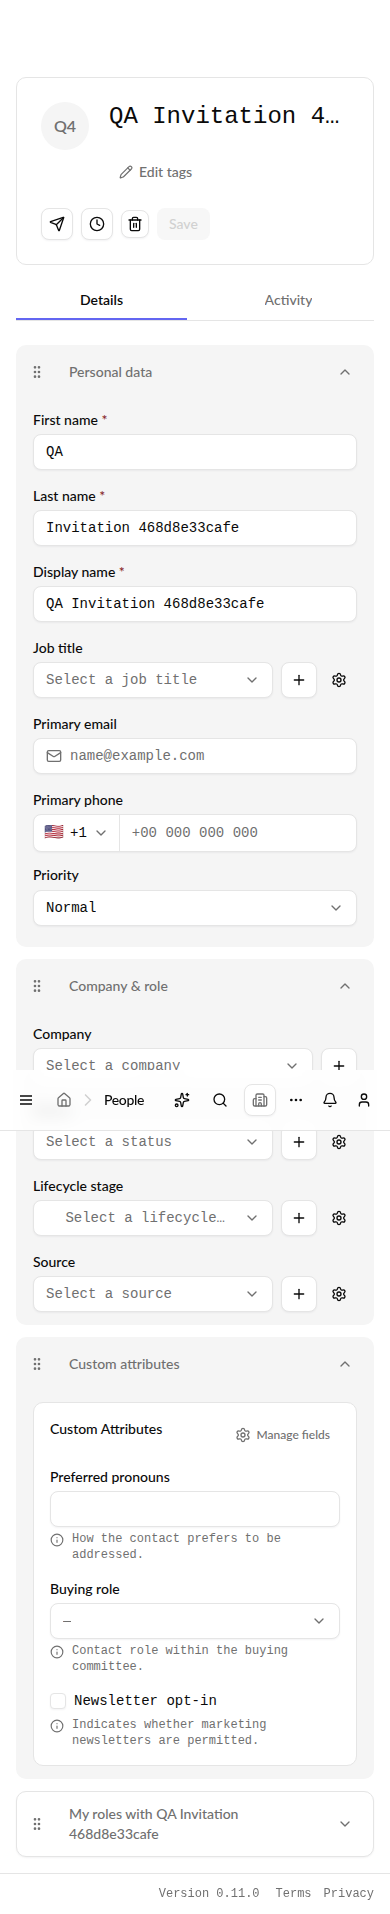 Q4
QA Invitation 4…
Edit tags
Save
Details
Activity
Personal data
First name *
QA
Last name *
Invitation 468d8e33cafe
Display name *
QA Invitation 468d8e33cafe
Job title
Select a job title
Primary email
name@example.com
Primary phone
+1
+00 000 000 000
Priority
Normal
Company & role
Company
Select a company
People
Select a status
Lifecycle stage
Select a lifecycle…
Source
Select a source
Custom attributes
Custom Attributes
Manage fields
Preferred pronouns
How the contact prefers to be
addressed.
Buying role
—
Contact role within the buying
committee.
Newsletter opt-in
Indicates whether marketing
newsletters are permitted.
My roles with QA Invitation
468d8e33cafe
Version 0.11.0 Terms Privacy